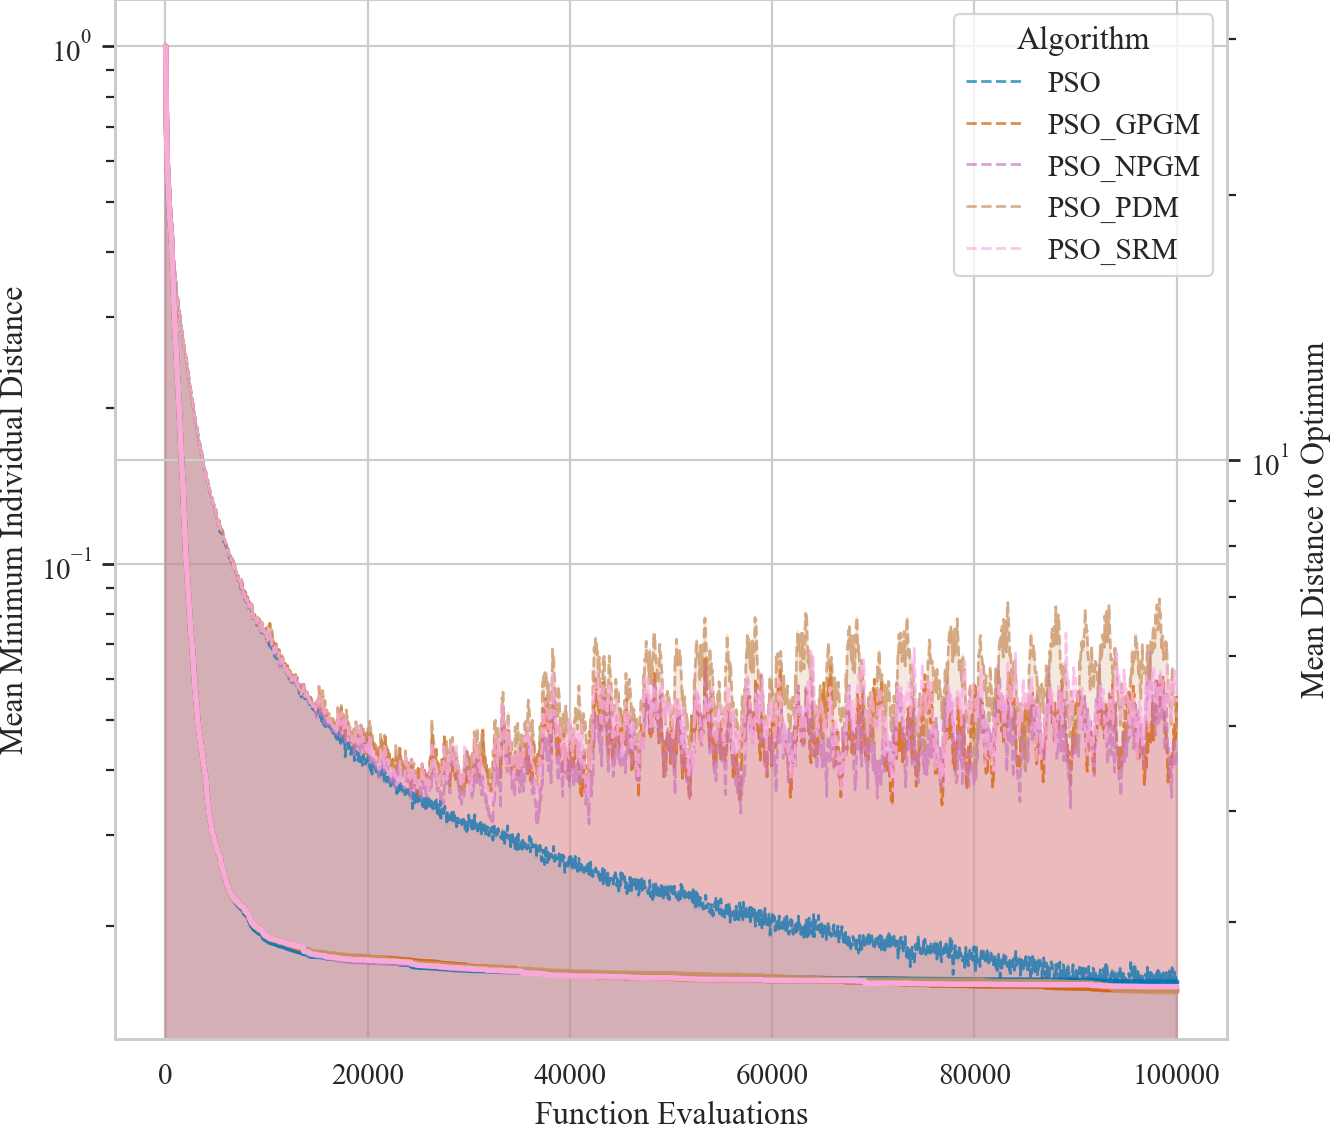 Algorithm
PSO
PSO_GPGM
PSO_NPGM
PSO_PDM
PSO_SRM
10^0
10^−1
10^1
Mean Minimum Individual Distance
Mean Distance to Optimum
0 20000 40000 60000 80000 100000
Function Evaluations